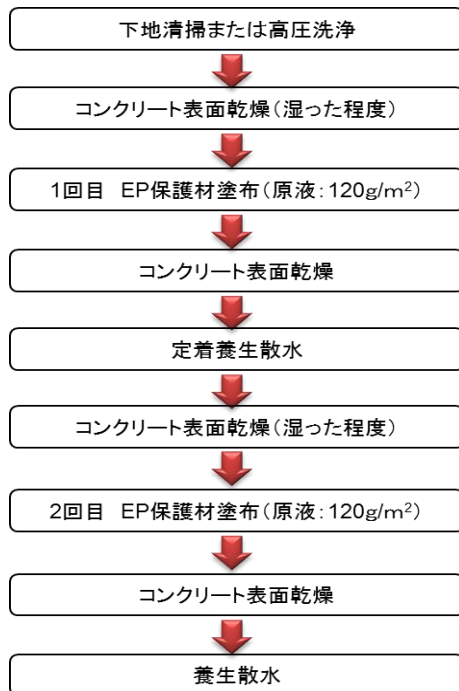 下地清掃または高圧洗浄
コンクリート表面乾燥(湿った程度)
1回目　EP保護材塗布(原液:120g/m²)
コンクリート表面乾燥
定着養生散水
コンクリート表面乾燥(湿った程度)
2回目　EP保護材塗布(原液:120g/m²)
コンクリート表面乾燥
養生散水